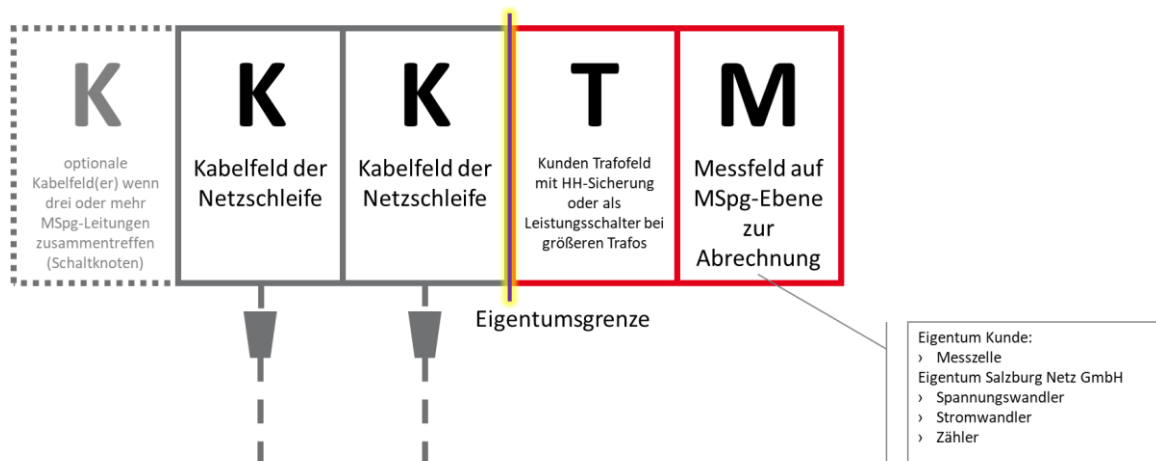 K
optionale
Kabelfeld(er) wenn
drei oder mehr
MSpg-Leitungen
zusammentreffen
(Schaltknoten)
K
Kabelfeld der
Netzschleife
K
Kabelfeld der
Netzschleife
T
Kunden Trafofeld
mit HH-Sicherung
oder als
Leistungsschalter bei
größeren Trafos
M
Messfeld auf
MSpg-Ebene
zur
Abrechnung
Eigentumsgrenze
Eigentum Kunde:
› Messzelle
Eigentum Salzburg Netz GmbH
› Spannungswandler
› Stromwandler
› Zähler